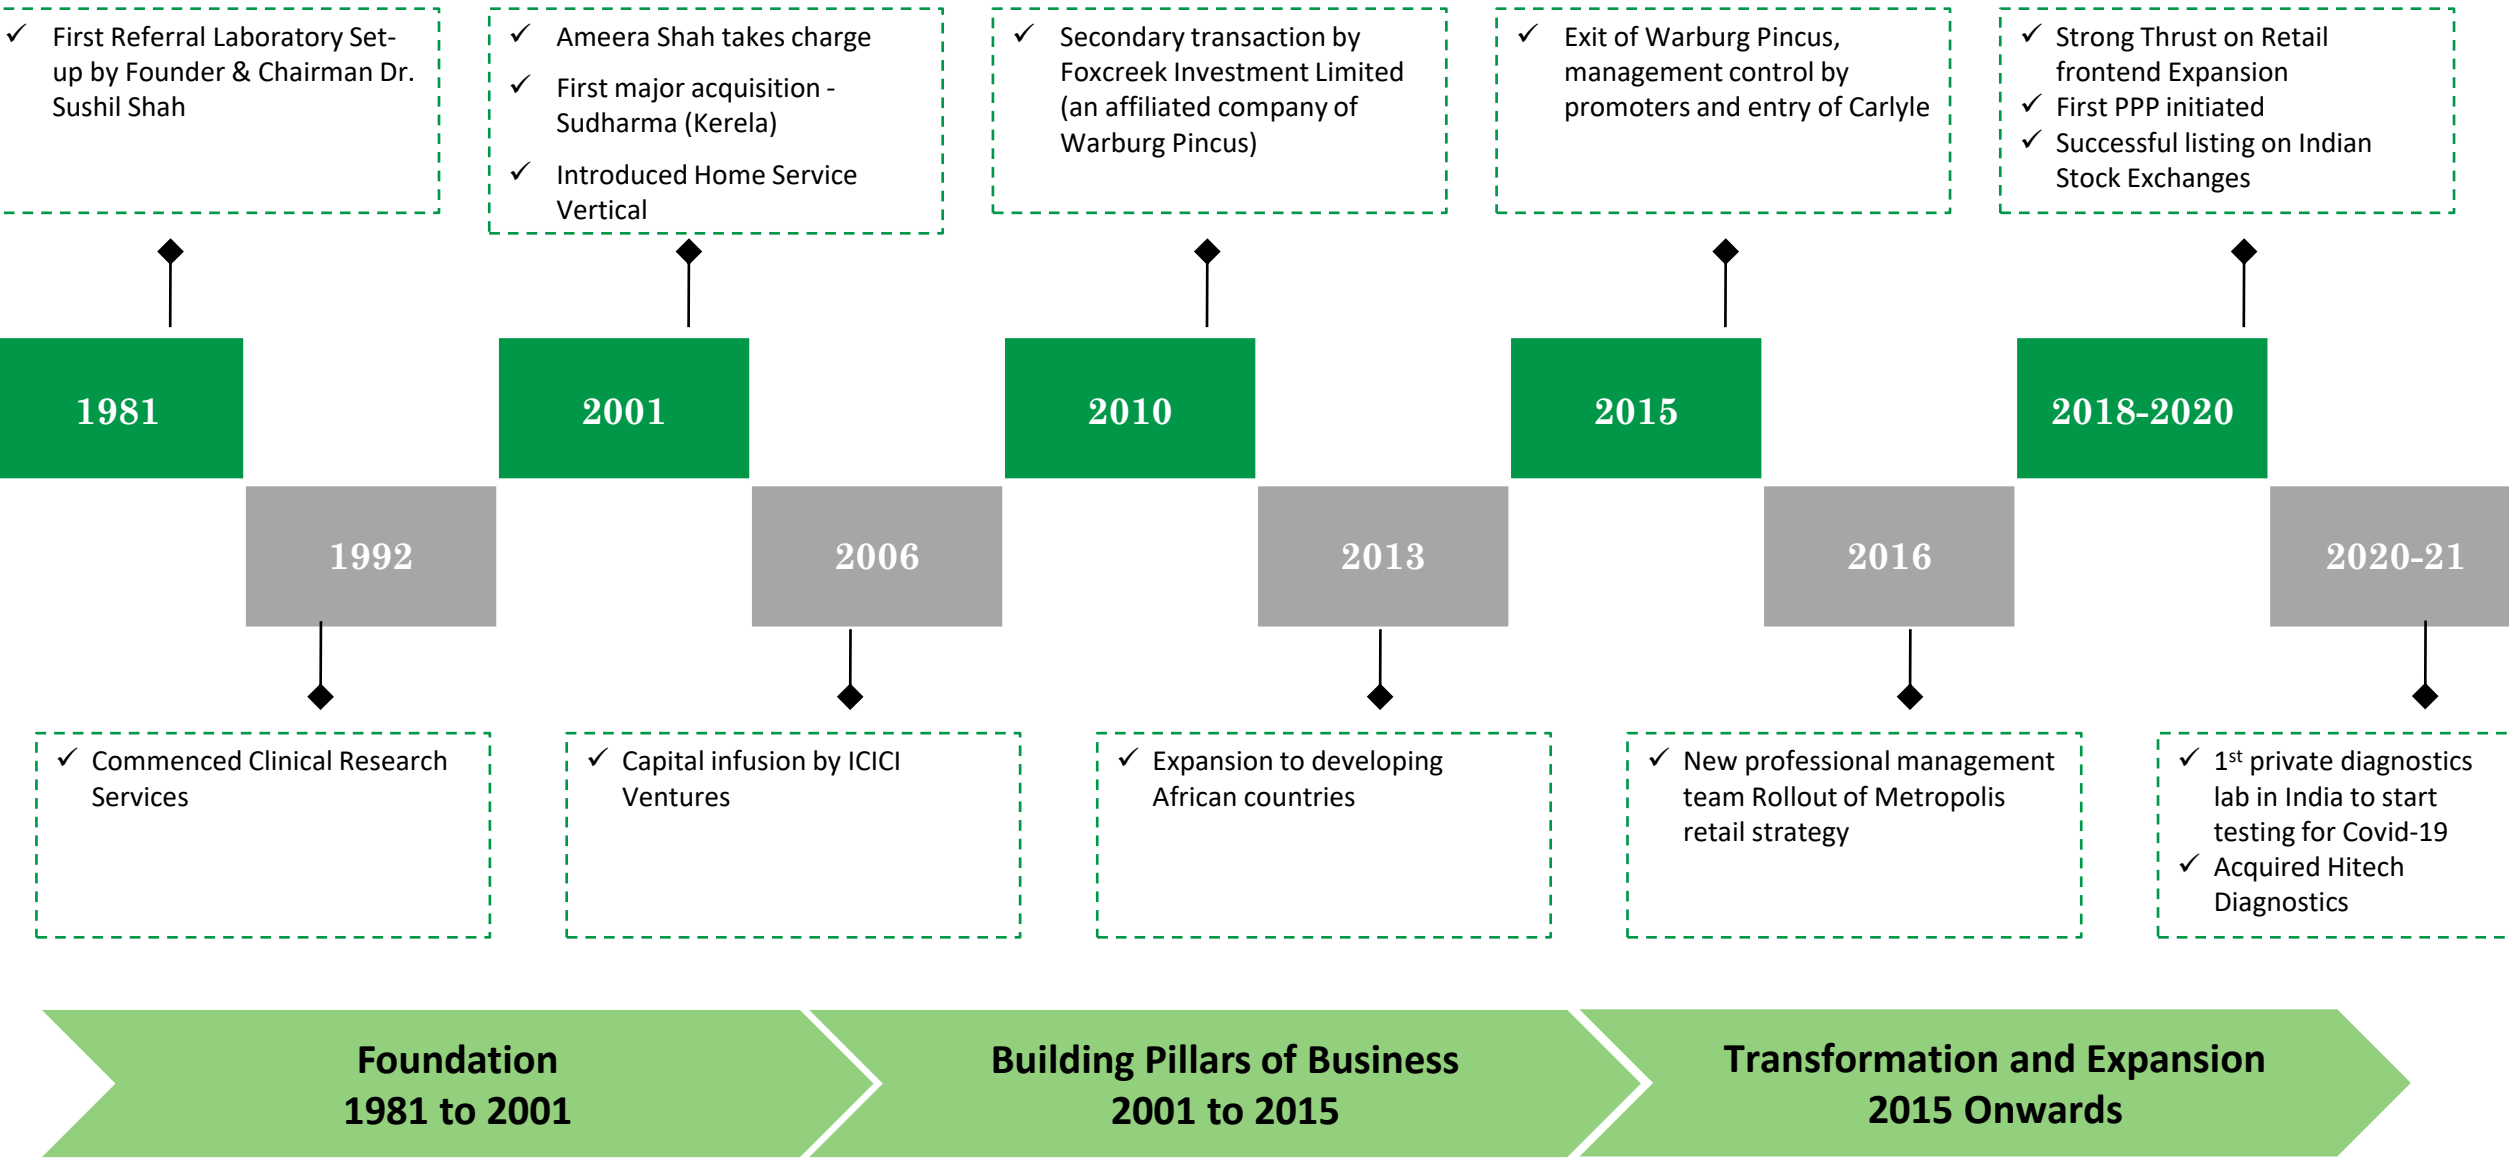 ✓ First Referral Laboratory Set-
up by Founder & Chairman Dr.
Sushil Shah
✓ Ameera Shah takes charge
✓ First major acquisition -
Sudharma (Kerela)
✓ Introduced Home Service
Vertical
✓ Secondary transaction by
Foxcreek Investment Limited
(an affiliated company of
Warburg Pincus)
✓ Exit of Warburg Pincus,
management control by
promoters and entry of Carlyle
✓ Strong Thrust on Retail
frontend Expansion
✓ First PPP initiated
✓ Successful listing on Indian
Stock Exchanges
1981
2001
2010
2015
2018-2020
1992
2006
2013
2016
2020-21
✓ Commenced Clinical Research
Services
✓ Capital infusion by ICICI
Ventures
✓ Expansion to developing
African countries
✓ New professional management
team Rollout of Metropolis
retail strategy
✓ 1st private diagnostics
lab in India to start
testing for Covid-19
✓ Acquired Hitech
Diagnostics
Foundation
1981 to 2001
Building Pillars of Business
2001 to 2015
Transformation and Expansion
2015 Onwards